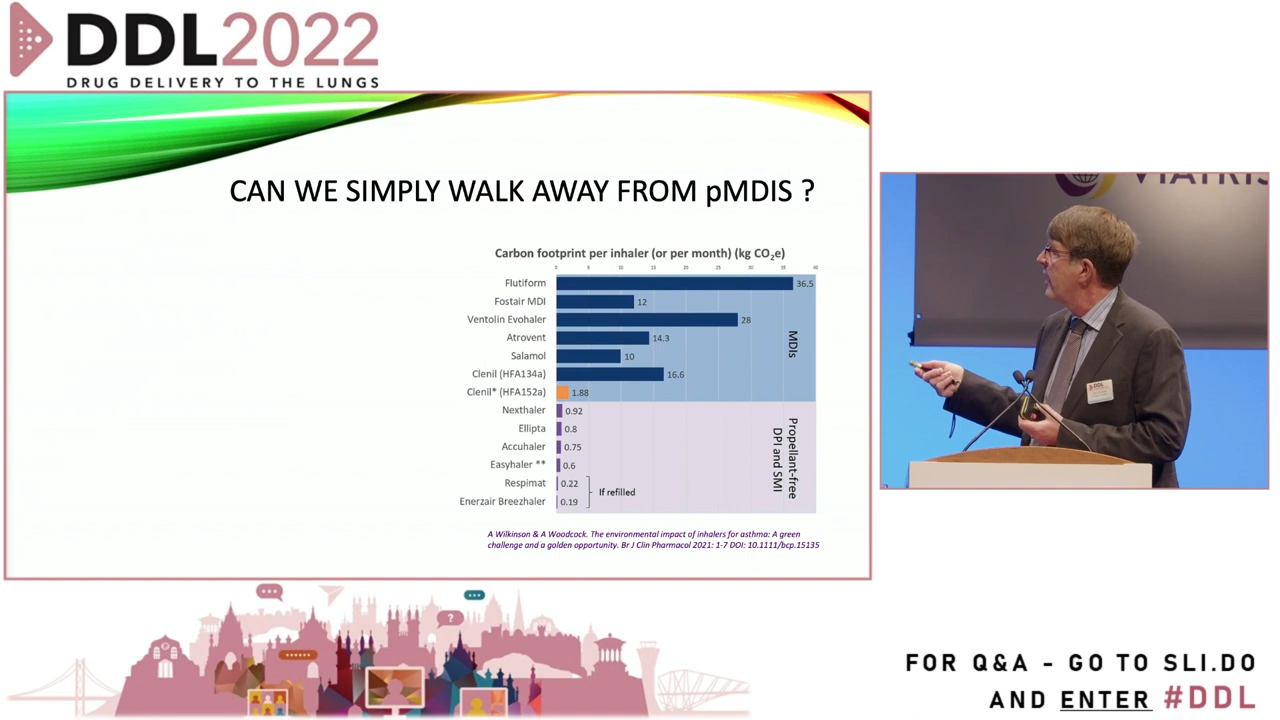 DDL2022
DRUG DELIVERY TO THE LUNGS
CAN WE SIMPLY WALK AWAY FROM pMDIS ?
Carbon footprint per inhaler (or per month) (kg CO₂e)
0 5 10 15 20 25 30 35 40
Flutiform 36.5
Fostair MDI 12
Ventolin Evohaler 28
Atrovent 14.3
Salamol 10
Clenil (HFA134a) 16.6
Clenil* (HFA152a) 1.88
MDIs
Nexthaler 0.92
Ellipta 0.8
Accuhaler 0.75
Easyhaler ** 0.6
Respimat 0.22
Enerzair Breezhaler 0.19
If refilled
Propellant-free
DPI and SMI
A Wilkinson & A Woodcock. The environmental impact of inhalers for asthma: A green
challenge and a golden opportunity. Br J Clin Pharmacol 2021: 1-7 DOI: 10.1111/bcp.15135
VIATRIS
DDL
?
FOR Q&A - GO TO SLI.DO
AND ENTER #DDL